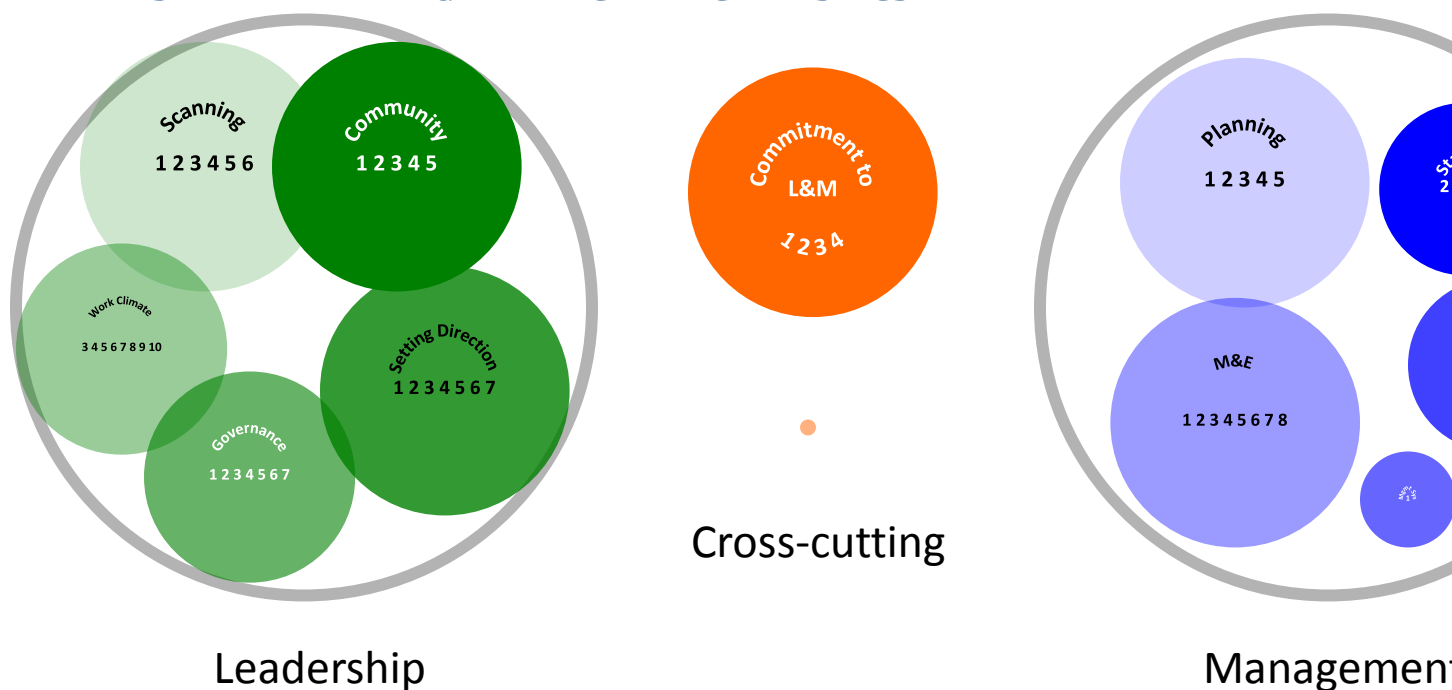 Scanning
1 2 3 4 5 6
Community
1 2 3 4 5
Work Climate
3 4 5 6 7 8 9 10
Setting Direction
1 2 3 4 5 6 7
Governance
1 2 3 4 5 6 7
Leadership
Commitment to
L&M
1 2 3 4
Cross-cutting
Planning
1 2 3 4 5
2
M&E
1 2 3 4 5 6 7 8
1
Management